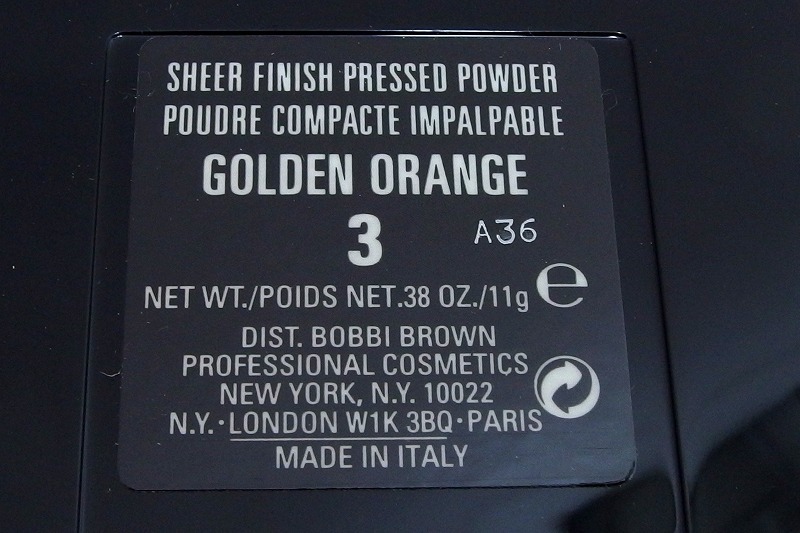 SHEER FINISH PRESSED POWDER
POUDRE COMPACTE IMPALPABLE
GOLDEN ORANGE
3 A36
NET WT./POIDS NET.38 OZ./11g e
DIST. BOBBI BROWN
PROFESSIONAL COSMETICS
NEW YORK, N.Y. 10022
N.Y.·LONDON W1K 3BQ·PARIS
MADE IN ITALY